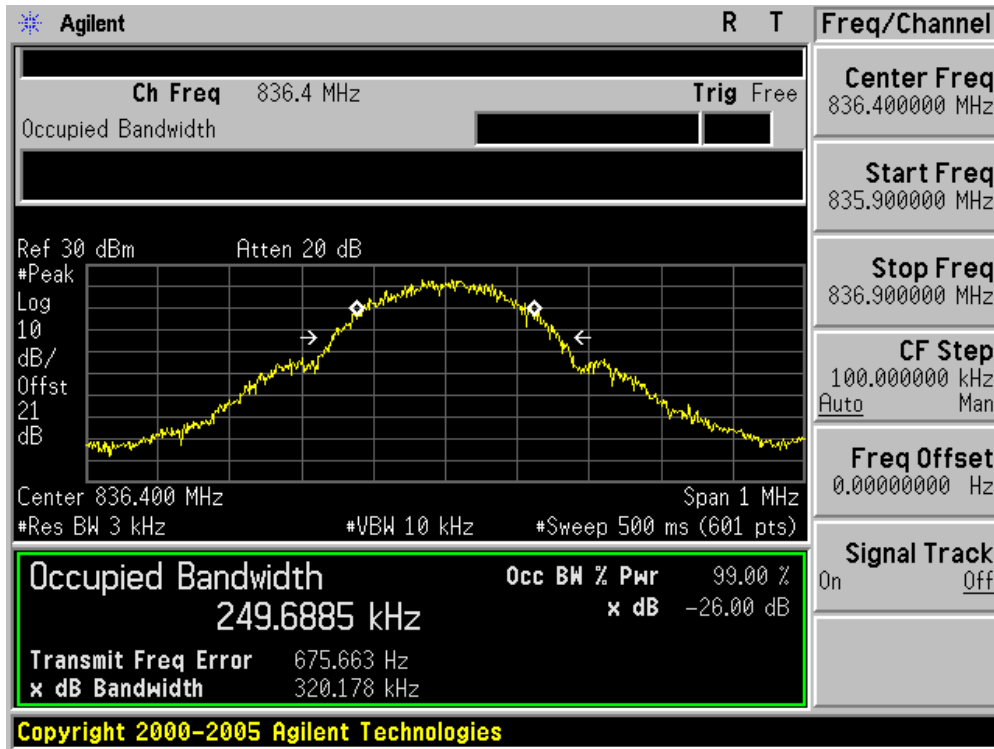 Agilent R T
Freq/Channel
Ch Freq 836.4 MHz Trig Free
Occupied Bandwidth
Center Freq
836.400000 MHz
Start Freq
835.900000 MHz
Stop Freq
836.900000 MHz
CF Step
100.000000 kHz
Auto Man
Freq Offset
0.00000000 Hz
Signal Track
On Off
Ref 30 dBm Atten 20 dB
#Peak
Log
10
dB/
Offst
21
dB
Center 836.400 MHz Span 1 MHz
#Res BW 3 kHz #VBW 10 kHz #Sweep 500 ms (601 pts)
Occupied Bandwidth Occ BW % Pwr 99.00 %
249.6885 kHz x dB -26.00 dB
Transmit Freq Error 675.663 Hz
x dB Bandwidth 320.178 kHz
Copyright 2000-2005 Agilent Technologies